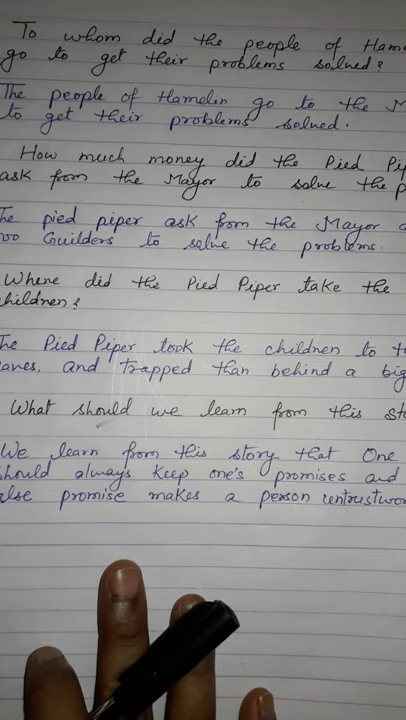 To whom did the people of
go to get their problems solved?
The people of Hamelin go to the
to get their problems solved.
How much money did the Pied
ask from the Mayor to solve the
pied piper ask from the Mayor
Guilders to salve the problems.
Where did the Pied Piper take the
children?
The Pied Piper took the children to
caves, and trapped than behind a big
What should we learn from this
We learn from this story that One
should always keep one's promises and
promise makes a person